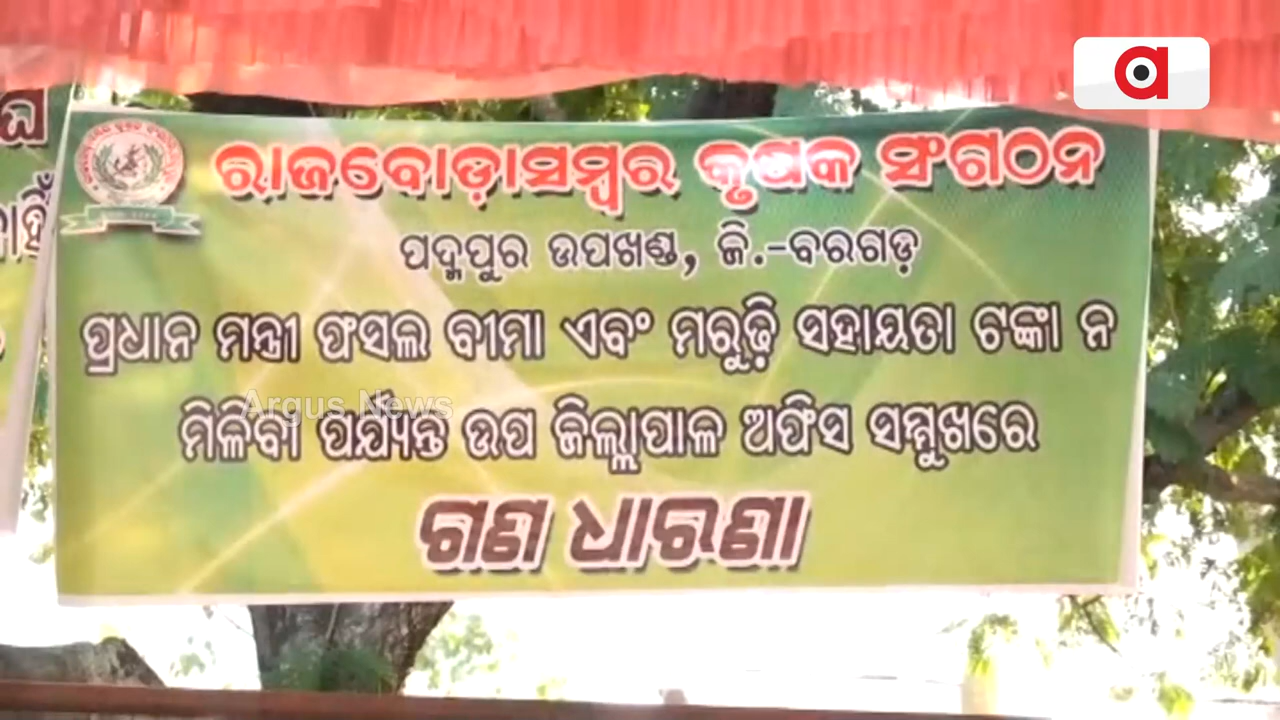 ରାଜବୋଡ଼ାସମ୍ବର କୃଷକ ସଂଗଠନ
ପଦ୍ମପୁର ଉପଖଣ୍ଡ, ଜି.-ବରଗଡ଼
ପ୍ରଧାନ ମନ୍ତ୍ରୀ ଫସଲ ବୀମା ଏବଂ ମରୁଢ଼ି ସହାୟତା ଟଙ୍କା ନ
ମିଳିବା ପର୍ଯ୍ୟନ୍ତ ଉପ ଜିଲ୍ଲାପାଳ ଅଫିସ ସମ୍ମୁଖରେ
ଗଣ ଧାରଣା
Argus News